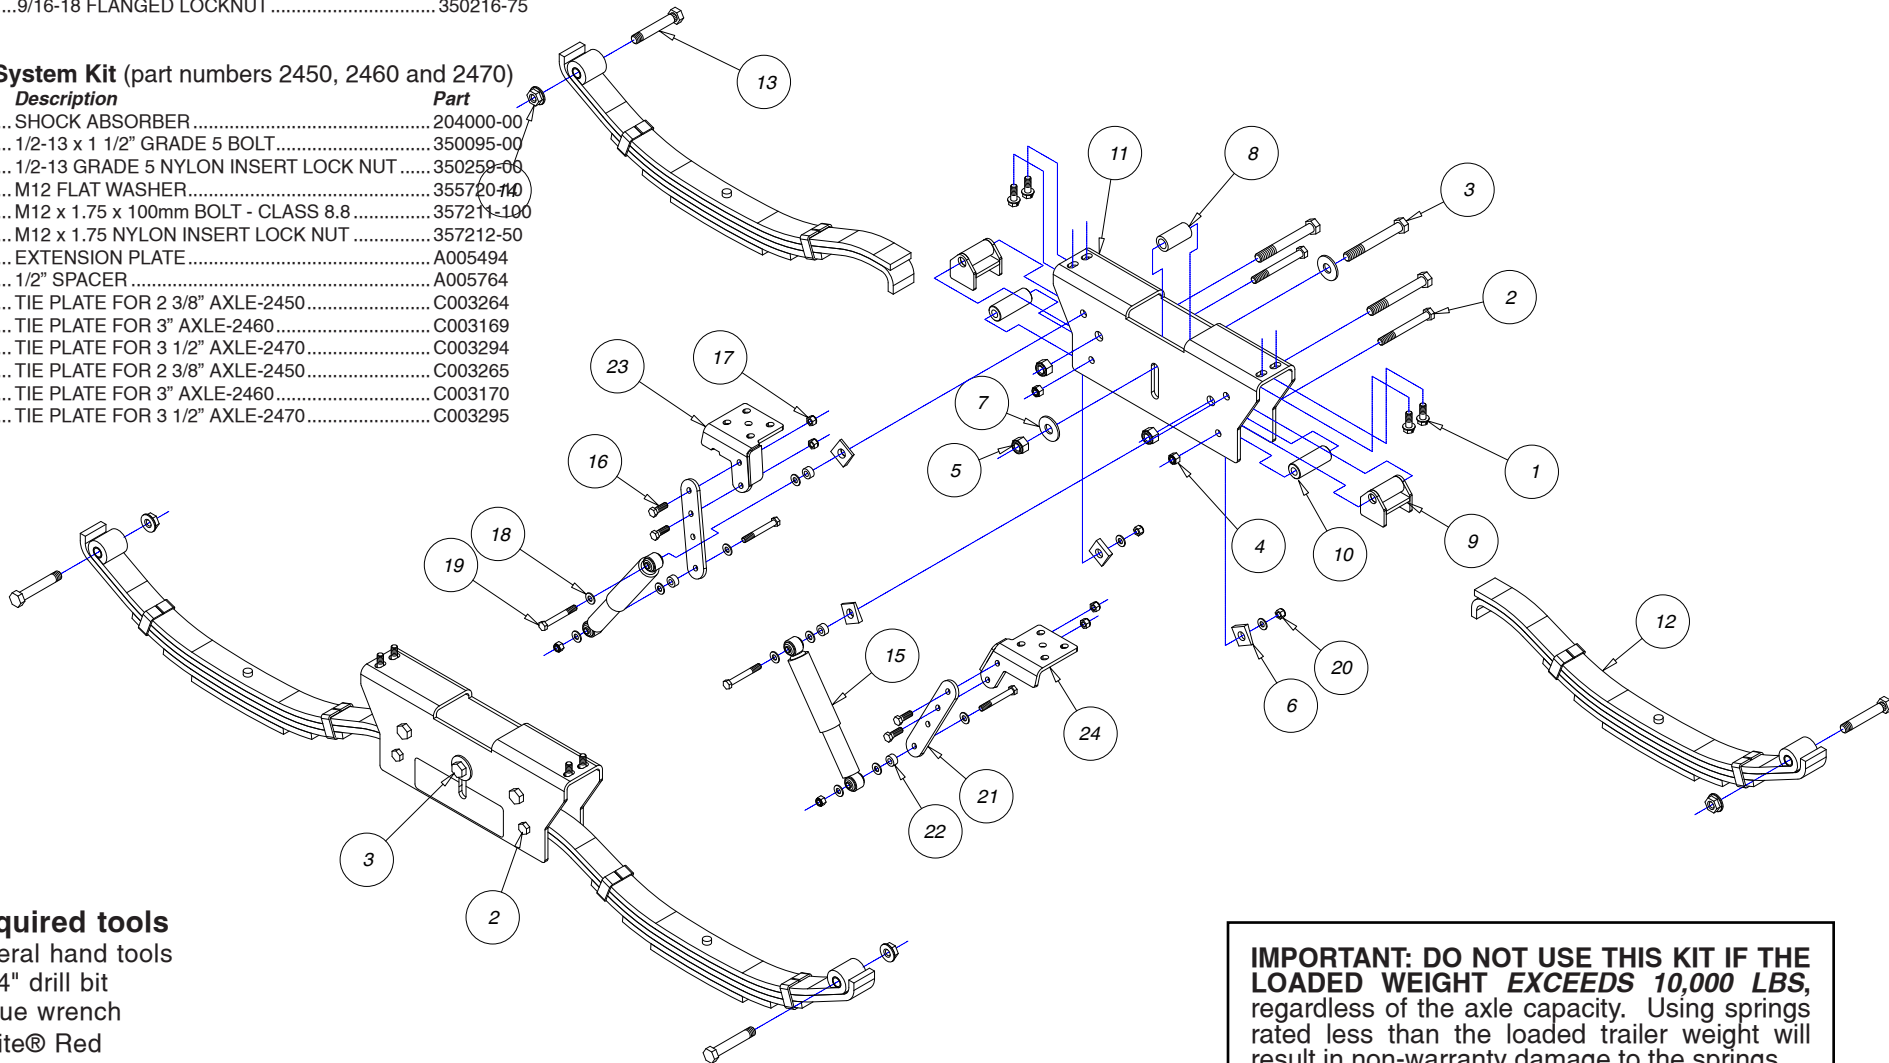 ...9/16-18 FLANGED LOCKNUT................................ 350216-75
System Kit (part numbers 2450, 2460 and 2470)
Description Part
... SHOCK ABSORBER.......................................... 204000-00
... 1/2-13 x 1 1/2” GRADE 5 BOLT............................ 350095-00
... 1/2-13 GRADE 5 NYLON INSERT LOCK NUT ...... 350259-00
... M12 FLAT WASHER........................................... 355720-10
... M12 x 1.75 x 100mm BOLT - CLASS 8.8 .............. 357211-100
... M12 x 1.75 NYLON INSERT LOCK NUT ............... 357212-50
... EXTENSION PLATE........................................... A005494
... 1/2” SPACER ..................................................... A005764
... TIE PLATE FOR 2 3/8” AXLE-2450...................... C003264
... TIE PLATE FOR 3” AXLE-2460............................ C003169
... TIE PLATE FOR 3 1/2” AXLE-2470...................... C003294
... TIE PLATE FOR 2 3/8” AXLE-2450...................... C003265
... TIE PLATE FOR 3” AXLE-2460............................ C003170
... TIE PLATE FOR 3 1/2” AXLE-2470...................... C003295
13
14
11
8
3
2
23
17
7
16
5
1
18
19
4
10
9
12
15
20
6
24
21
22
3
2
quired tools
eral hand tools
4" drill bit
ue wrench
ite® Red
IMPORTANT: DO NOT USE THIS KIT IF THE
LOADED WEIGHT EXCEEDS 10,000 LBS,
regardless of the axle capacity. Using springs
rated less than the loaded trailer weight will
result in non-warranty damage to the springs